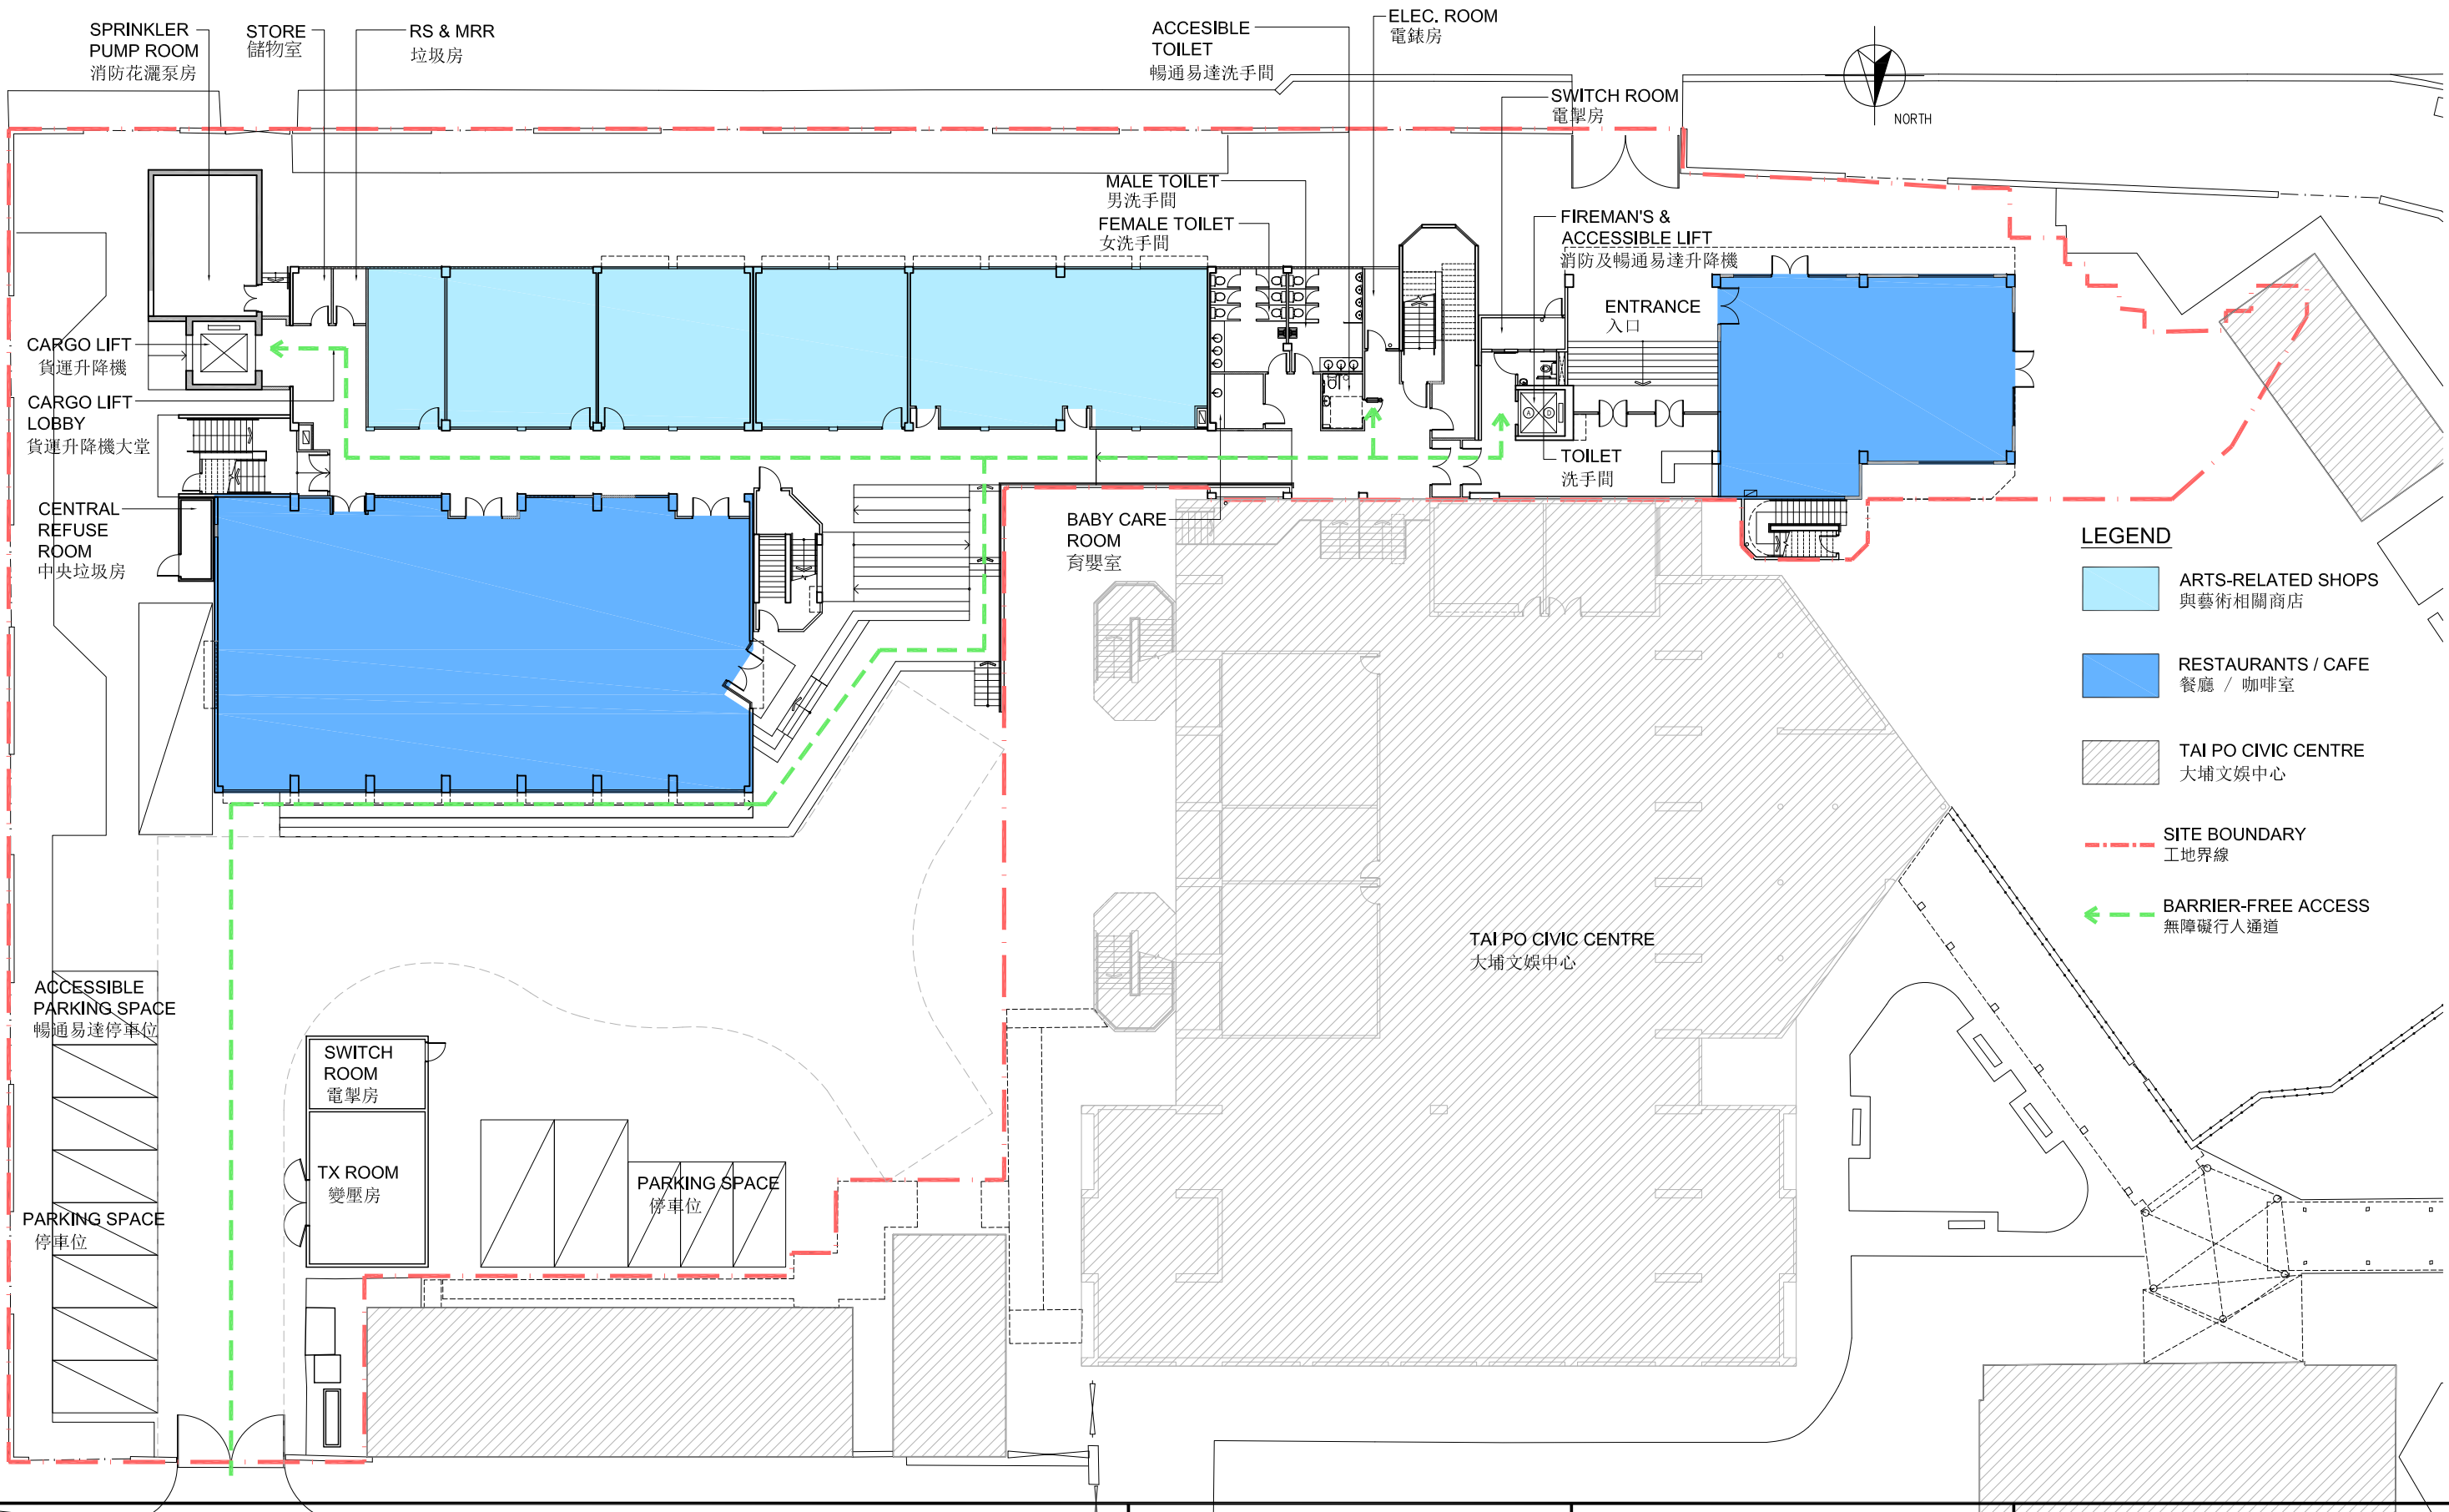 SPRINKLER
PUMP ROOM
消防花灑泵房
STORE
儲物室
RS & MRR
垃圾房
ACCESIBLE
TOILET
暢通易達洗手間
ELEC. ROOM
電錶房
SWITCH ROOM
電掣房
NORTH
MALE TOILET
男洗手間
FEMALE TOILET
女洗手間
FIREMAN'S &
ACCESSIBLE LIFT
消防及暢通易達升降機
ENTRANCE
入口
CARGO LIFT
貨運升降機
CARGO LIFT
LOBBY
貨運升降機大堂
A D
TOILET
洗手間
CENTRAL
REFUSE
ROOM
中央垃圾房
BABY CARE
ROOM
育嬰室
LEGEND
ARTS-RELATED SHOPS
與藝術相關商店
RESTAURANTS / CAFE
餐廳 / 咖啡室
TAI PO CIVIC CENTRE
大埔文娛中心
SITE BOUNDARY
工地界線
BARRIER-FREE ACCESS
無障礙行人通道
TAI PO CIVIC CENTRE
大埔文娛中心
ACCESSIBLE
PARKING SPACE
暢通易達停車位
SWITCH
ROOM
電掣房
TX ROOM
變壓房
PARKING SPACE
停車位
PARKING SPACE
停車位